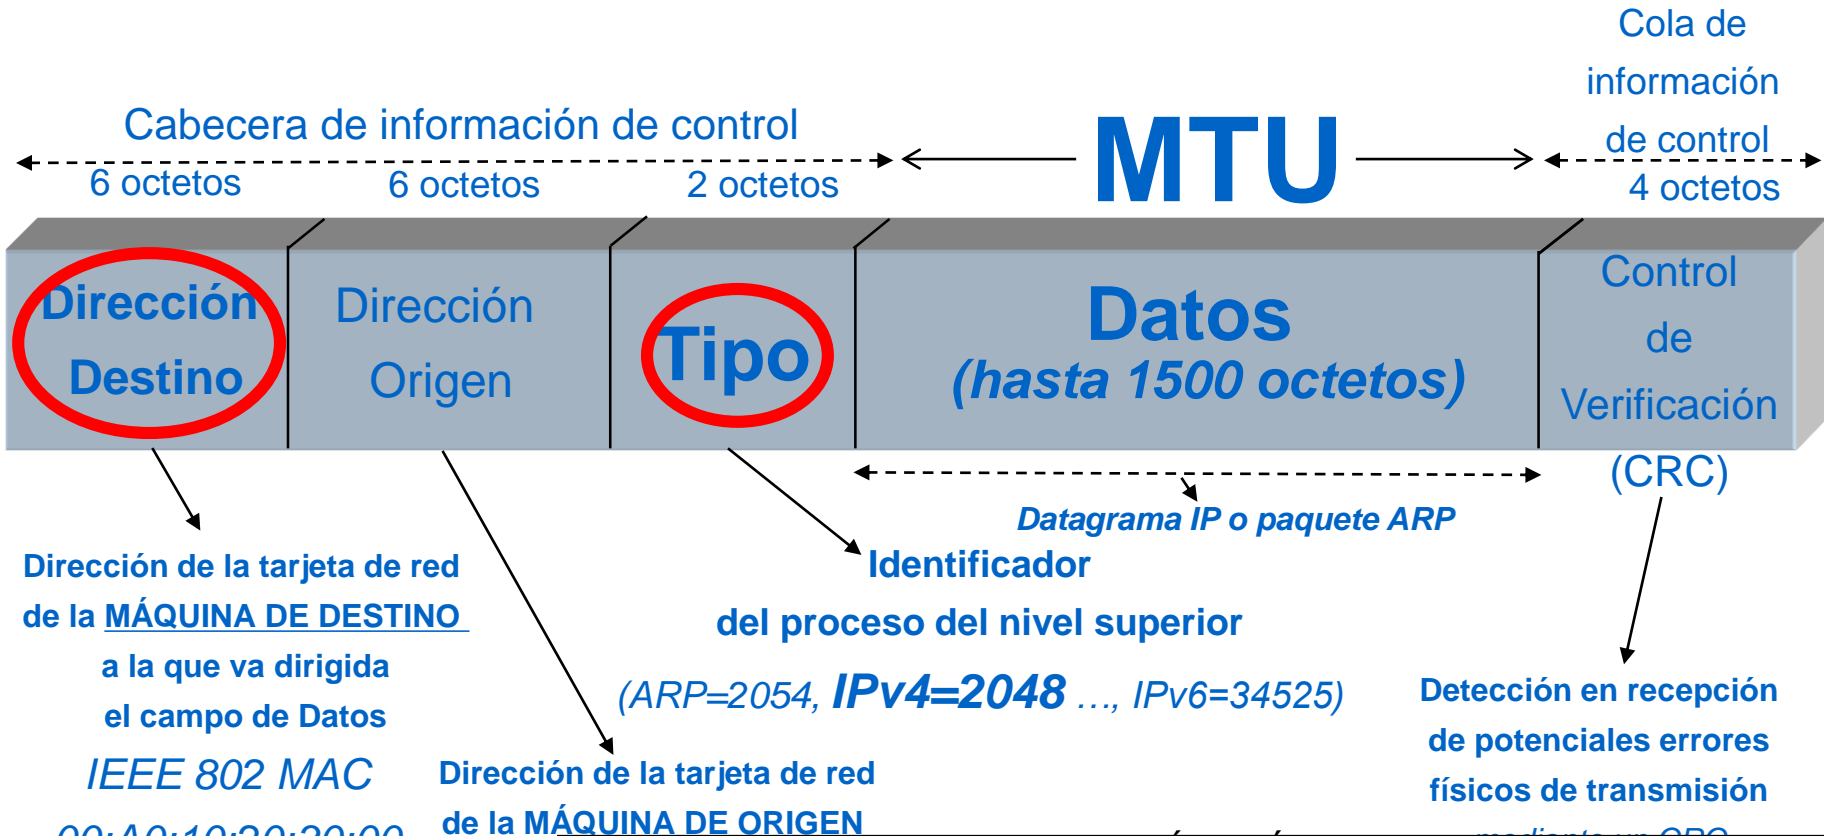 Cola de
información
de control
4 octetos
Cabecera de información de control
6 octetos
6 octetos
2 octetos
MTU
Dirección
Destino
Dirección
Origen
Tipo
Datos
(hasta 1500 octetos)
Control
de
Verificación
(CRC)
Datagrama IP o paquete ARP
Dirección de la tarjeta de red
de la MÁQUINA DE DESTINO
a la que va dirigida
el campo de Datos
IEEE 802 MAC
Identificador
del proceso del nivel superior
(ARP=2054, IPv4=2048 …, IPv6=34525)
Dirección de la tarjeta de red
de la MÁQUINA DE ORIGEN
Detección en recepción
de potenciales errores
físicos de transmisión
mediante un CRC